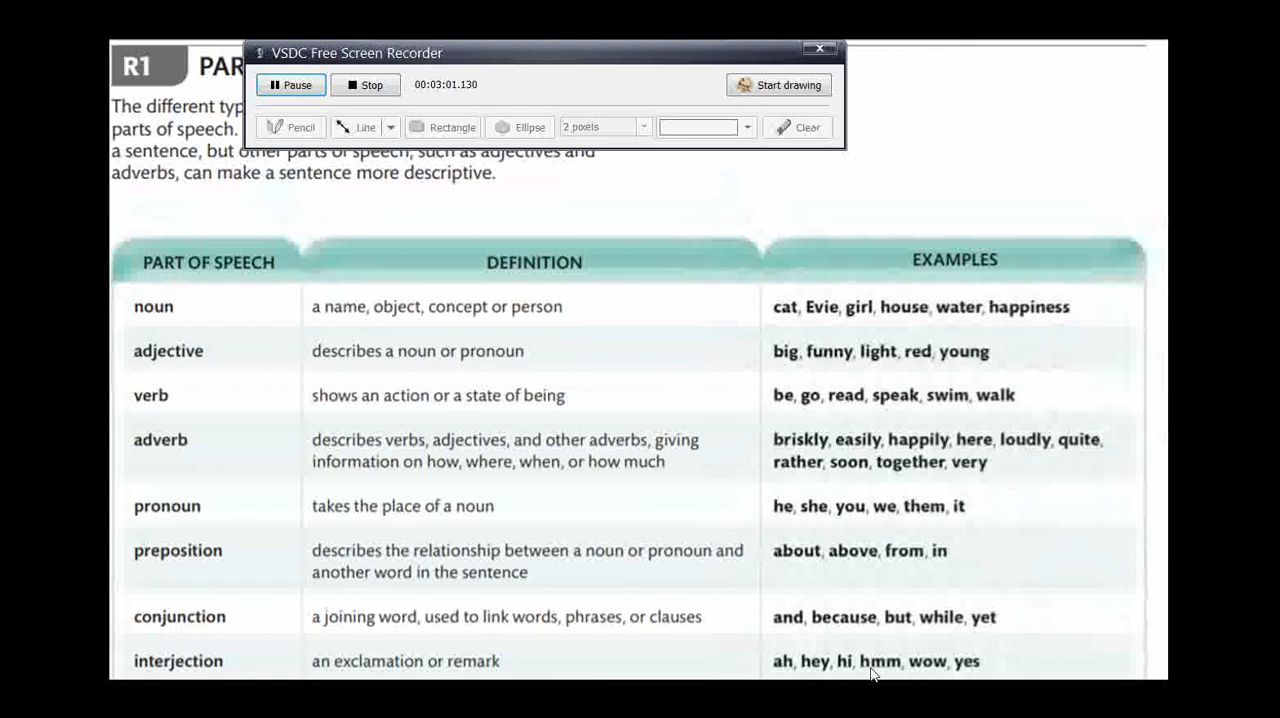 R1 PAR
VSDC Free Screen Recorder
Pause Stop 00:03:01.130 Start drawing
Pencil Line Rectangle Ellipse 2 pixels Clear
The different typ
parts of speech.
a sentence, but other parts of speech, such as adjectives and
adverbs, can make a sentence more descriptive.
PART OF SPEECH DEFINITION EXAMPLES
noun a name, object, concept or person cat, Evie, girl, house, water, happiness
adjective describes a noun or pronoun big, funny, light, red, young
verb shows an action or a state of being be, go, read, speak, swim, walk
adverb describes verbs, adjectives, and other adverbs, giving briskly, easily, happily, here, loudly, quite,
information on how, where, when, or how much rather, soon, together, very
pronoun takes the place of a noun he, she, you, we, them, it
preposition describes the relationship between a noun or pronoun and about, above, from, in
another word in the sentence
conjunction a joining word, used to link words, phrases, or clauses and, because, but, while, yet
interjection an exclamation or remark ah, hey, hi, hmm, wow, yes